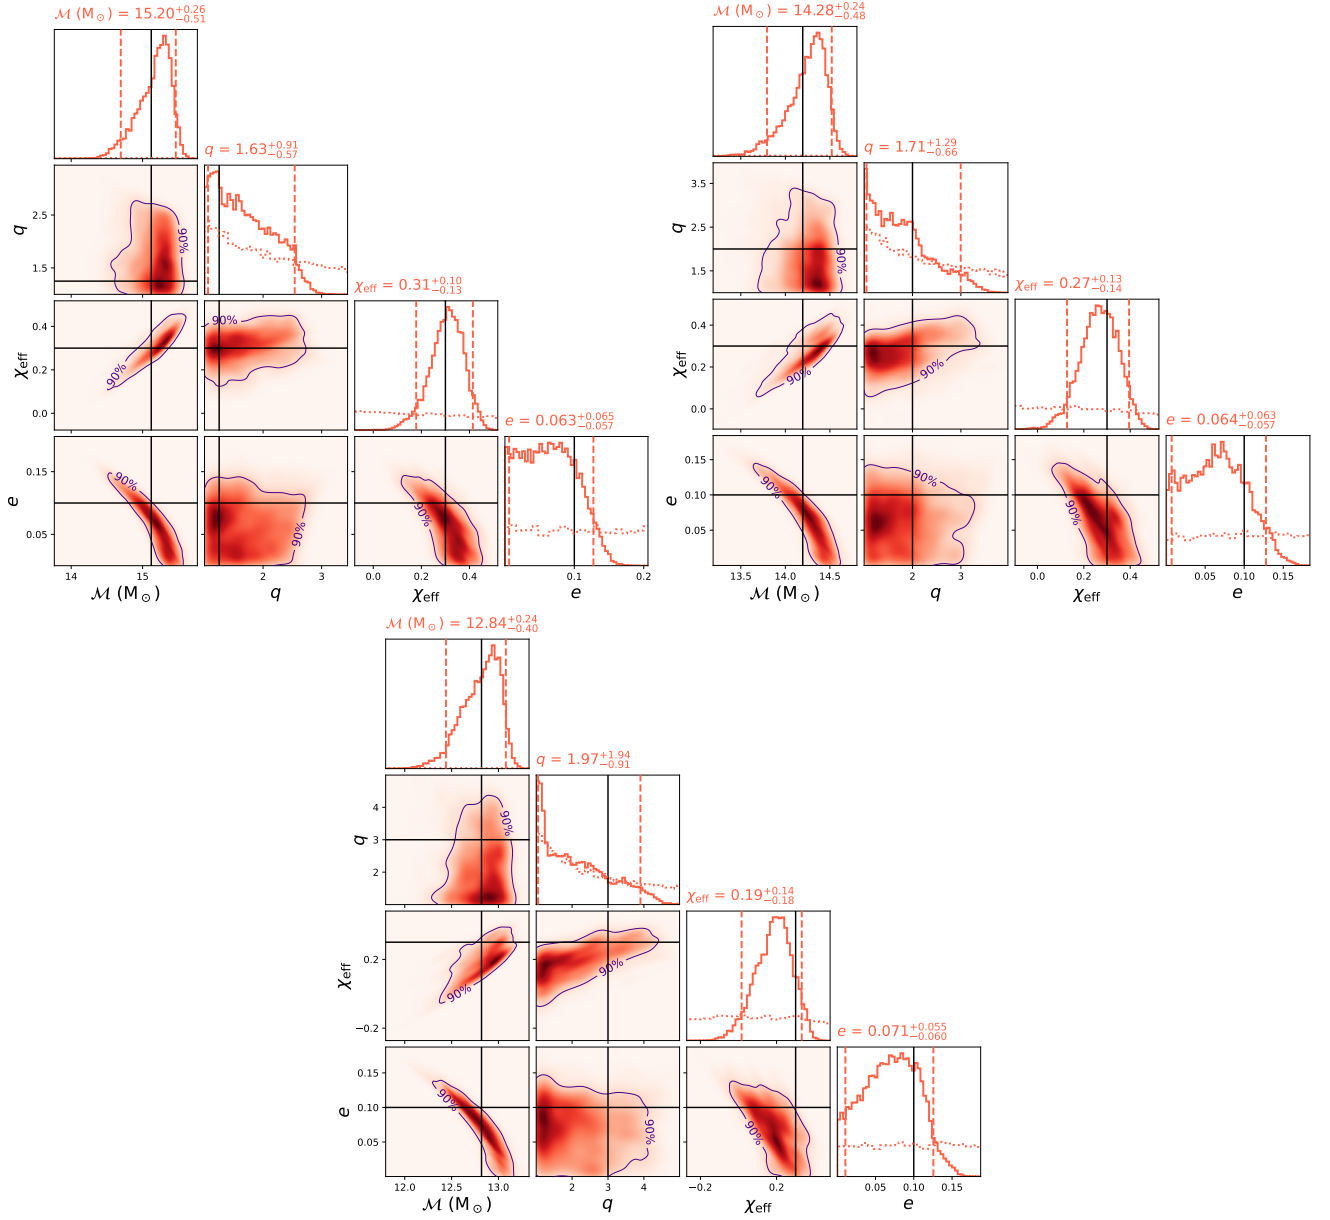 𝓜 (M⊙) = 15.20+0.26−0.51
q = 1.63+0.91−0.57
2.5
1.5
q
90%
χeff = 0.31+0.10−0.13
0.4
0.2
0.0
χeff
90%
90%
e = 0.063+0.065−0.057
0.15
0.05
e
90%
90%
90%
14 15
2 3
0.0 0.2 0.4
0.1 0.2
𝓜 (M⊙) q χeff e
𝓜 (M⊙) = 14.28+0.24−0.48
q = 1.71+1.29−0.66
3.5
2.5
1.5
q
90%
χeff = 0.27+0.13−0.14
0.4
0.2
0.0
χeff
90%
90%
e = 0.064+0.063−0.057
0.15
0.10
0.05
e
90%
90%
90%
13.5 14.0 14.5
2 3
0.0 0.2 0.4
0.05 0.10 0.15
𝓜 (M⊙) q χeff e
𝓜 (M⊙) = 12.84+0.24−0.40
q = 1.97+1.94−0.91
4
3
2
q
90%
χeff = 0.19+0.14−0.18
0.2
−0.2
χeff
90%
90%
e = 0.071+0.055−0.060
0.15
0.10
0.05
e
90%
90%
90%
12.0 12.5 13.0
2 3 4
−0.2 0.2
0.05 0.10 0.15
𝓜 (M⊙) q χeff e